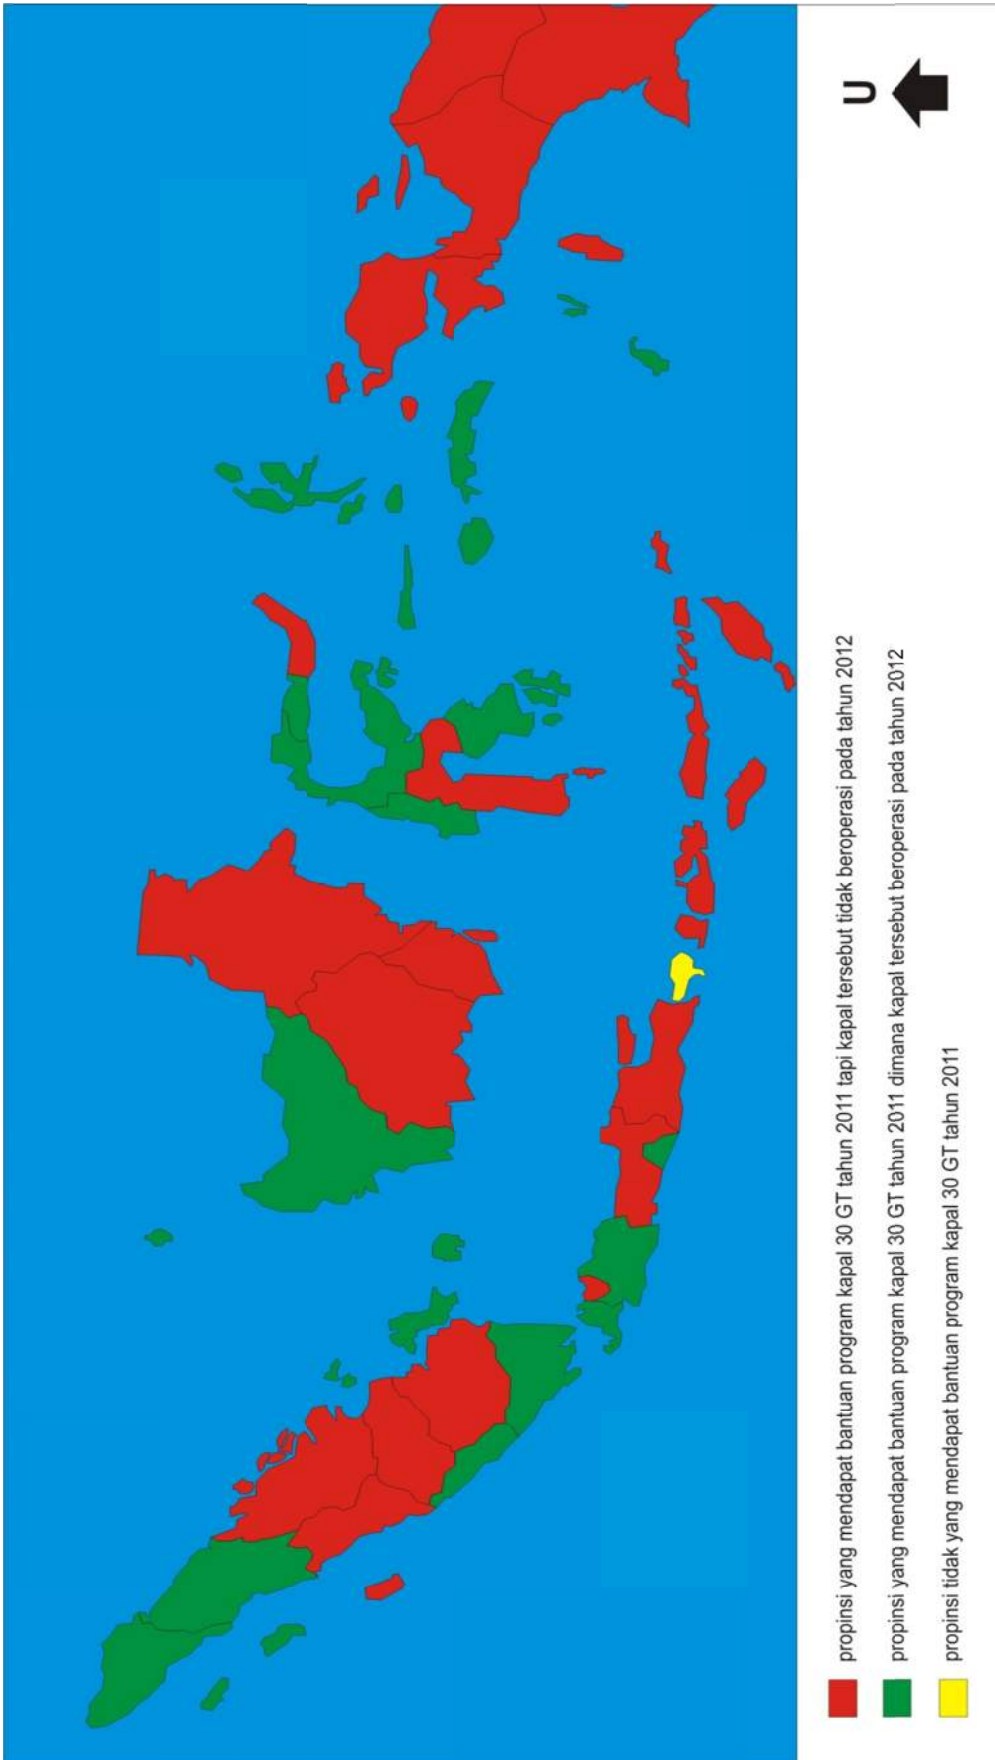 U
propinsi yang mendapat bantuan program kapal 30 GT tahun 2011 tapi kapal tersebut tidak beroperasi pada tahun 2012
propinsi yang mendapat bantuan program kapal 30 GT tahun 2011 dimana kapal tersebut beroperasi pada tahun 2012
propinsi tidak yang mendapat bantuan program kapal 30 GT tahun 2011